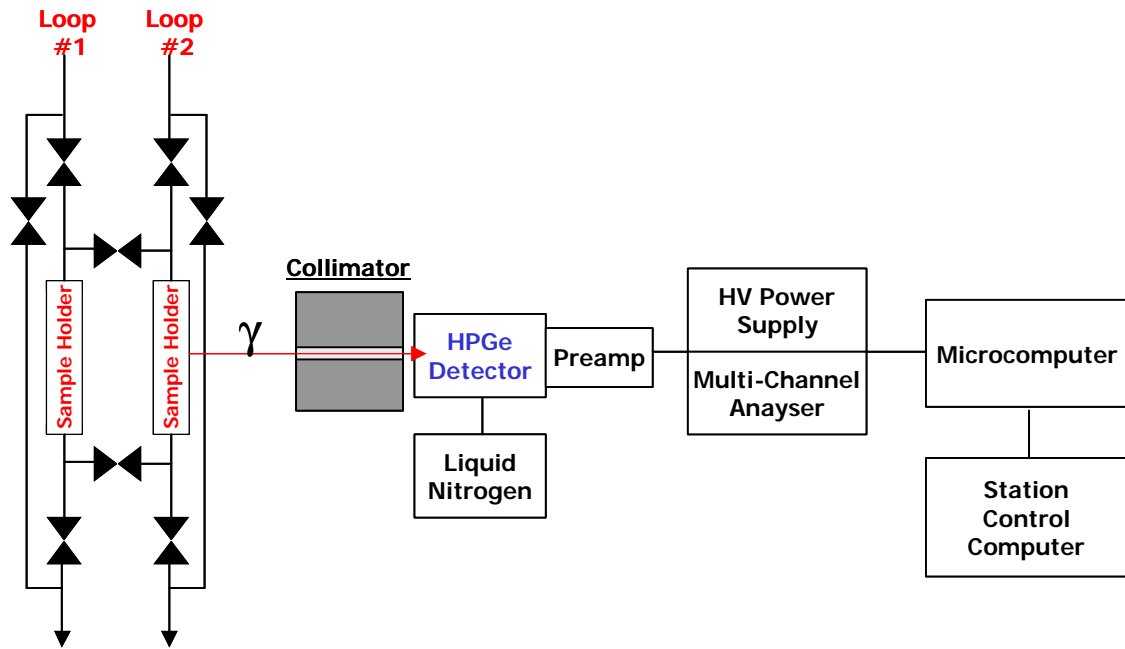 Loop
#1
Loop
#2
Sample Holder
Sample Holder
γ
Collimator
HPGe
Detector
Preamp
Liquid
Nitrogen
HV Power
Supply
Multi-Channel
Anayser
Microcomputer
Station
Control
Computer